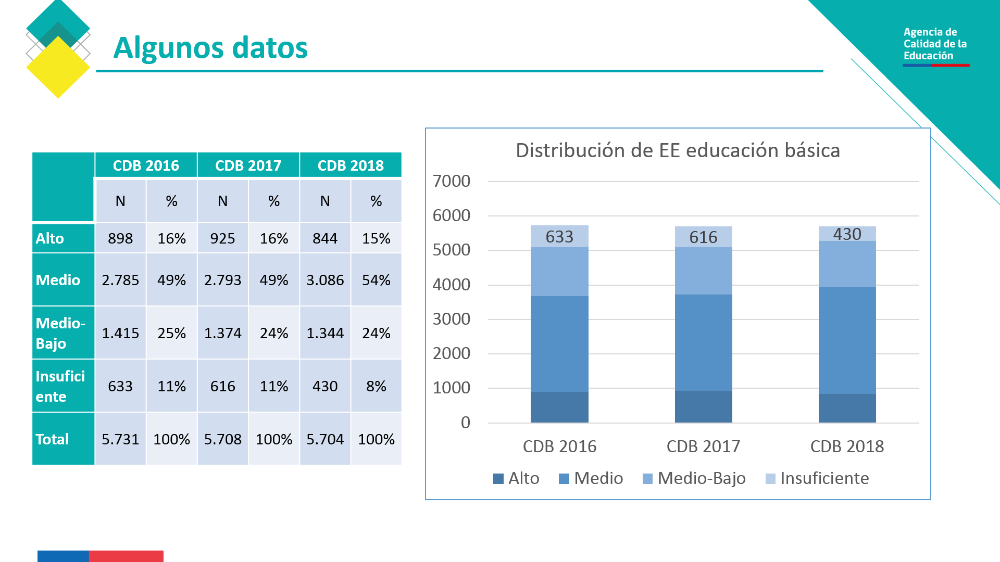 Algunos datos
Agencia de
Calidad de la
Educación
CDB 2016 CDB 2017 CDB 2018
N % N % N %
Alto 898 16% 925 16% 844 15%
Medio 2.785 49% 2.793 49% 3.086 54%
Medio-
Bajo 1.415 25% 1.374 24% 1.344 24%
Insufici
ente 633 11% 616 11% 430 8%
Total 5.731 100% 5.708 100% 5.704 100%
Distribución de EE educación básica
7000
6000
5000
4000
3000
2000
1000
0
633 616 430
CDB 2016 CDB 2017 CDB 2018
Alto Medio Medio-Bajo Insuficiente